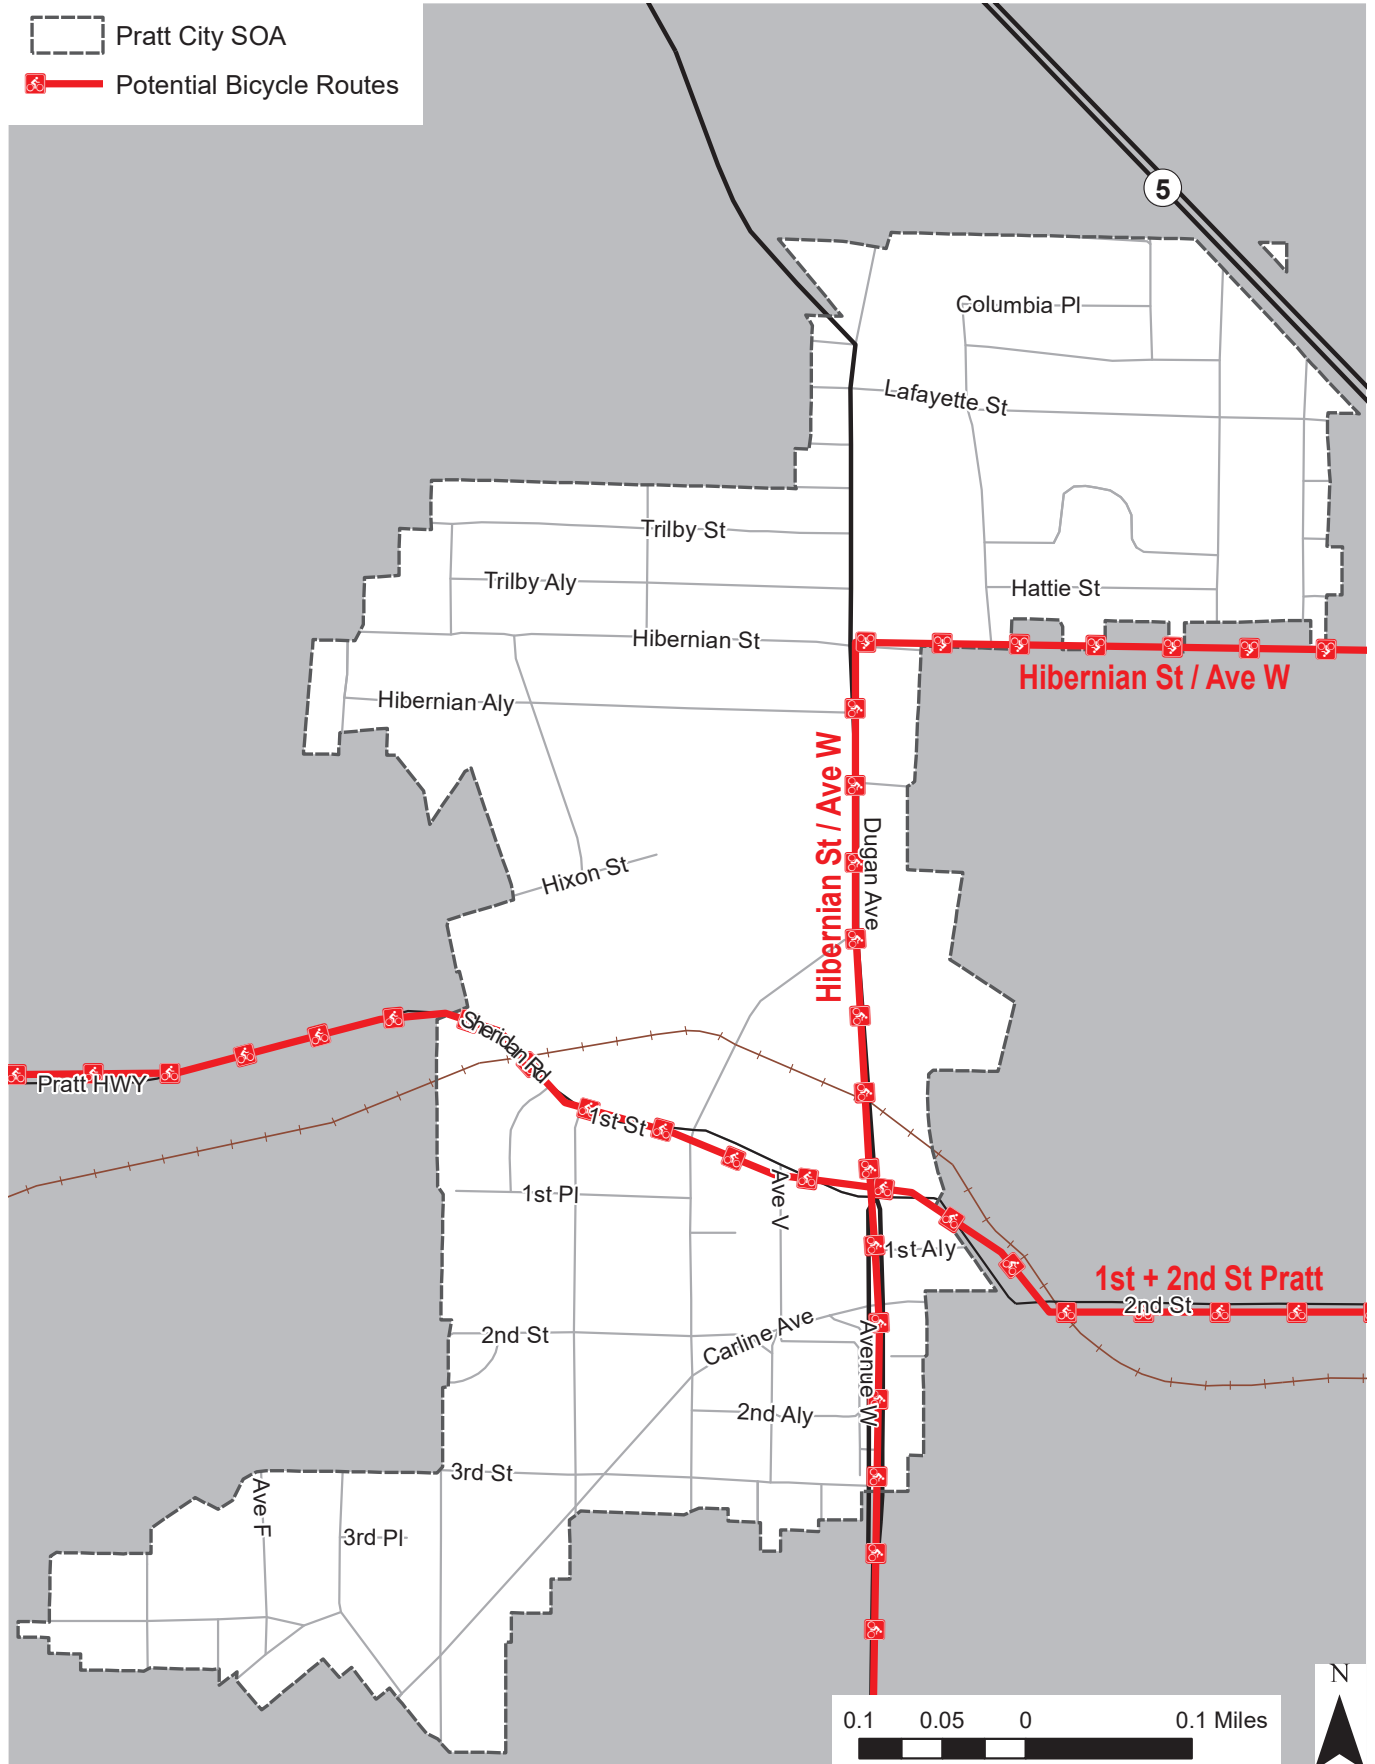 Pratt City SOA
Potential Bicycle Routes
5
Columbia Pl
Lafayette St
Trilby St
Trilby Aly
Hattie St
Hibernian St
Hibernian St / Ave W
Hibernian Aly
Hibernian St / Ave W
Dugan Ave
Hixon St
Sheridan Rd
Pratt HWY
1st St
1st Pl
Ave V
1st Aly
1st + 2nd St Pratt
2nd St
2nd St
Carline Ave
Avenue W
2nd Aly
3rd St
Ave F
3rd Pl
N
0.1 0.05 0 0.1 Miles